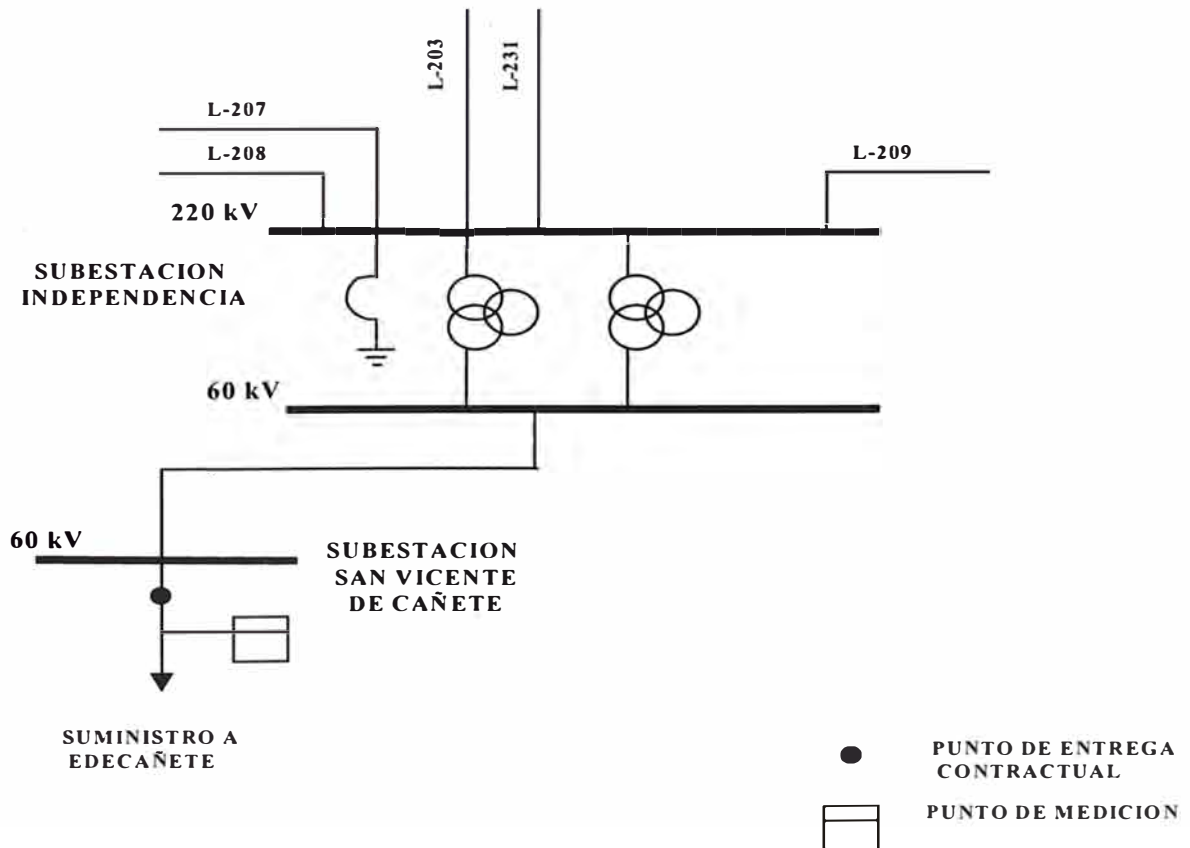 L-203
L-231
L-207
L-208
L-209
220 kV
SUBESTACION
INDEPENDENCIA
60 kV
60 kV
SUBESTACION
SAN VICENTE
DE CAÑETE
SUMINISTRO A
EDECAÑETE
PUNTO DE ENTREGA
CONTRACTUAL
PUNTO DE MEDICION